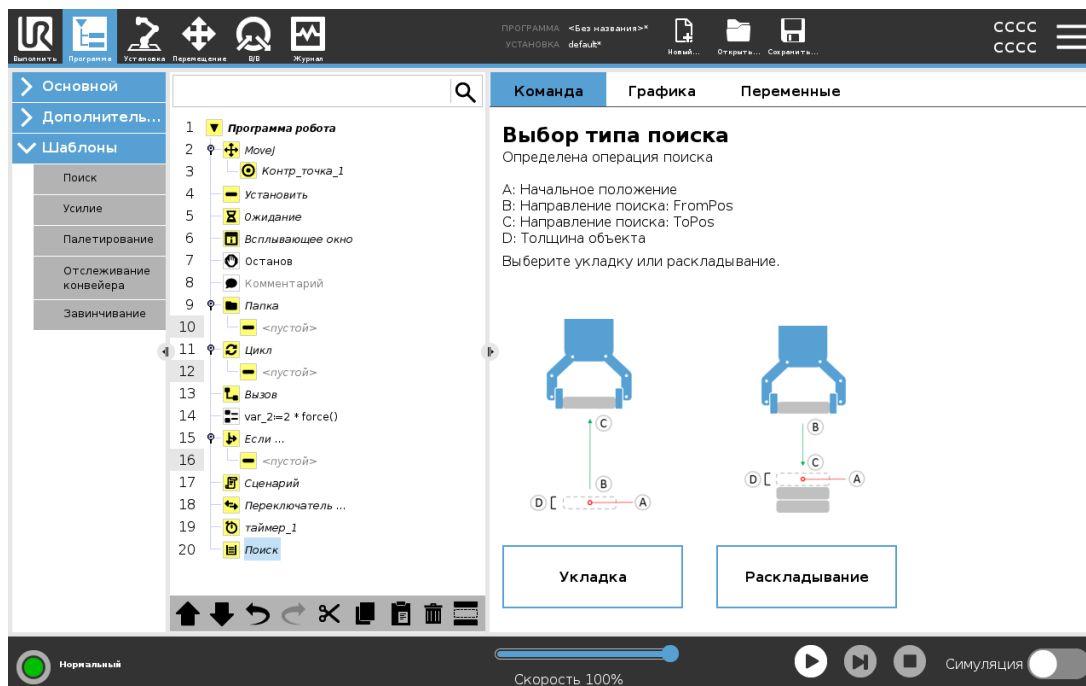 UR
ПРОГРАММА <Без названия>*
УСТАНОВКА default*
Выполнить Программа Установка Перемещение В/В Журнал
Новый... Открыть... Сохранить...
CCCC
CCCC
Основной
Дополнитель...
Шаблоны
Поиск
Усилие
Палетирование
Отслеживание
конвейера
Завинчивание
1 Программа робота
2 MoveJ
3 Контр_точка_1
4 Установить
5 Ожидание
6 Всплывающее окно
7 Останов
8 Комментарий
9 Папка
10 <пустой>
11 Цикл
12 <пустой>
13 Вызов
14 var_2≔2 * force()
15 Если ...
16 <пустой>
17 Сценарий
18 Переключатель ...
19 таймер_1
20 Поиск
Команда Графика Переменные
Выбор типа поиска
Определена операция поиска
A: Начальное положение
B: Направление поиска: FromPos
C: Направление поиска: ToPos
D: Толщина объекта
Выберите укладку или раскладывание.
C
B
D
A
B
C
D
A
Укладка
Раскладывание
Нормальный
Скорость 100%
Симуляция